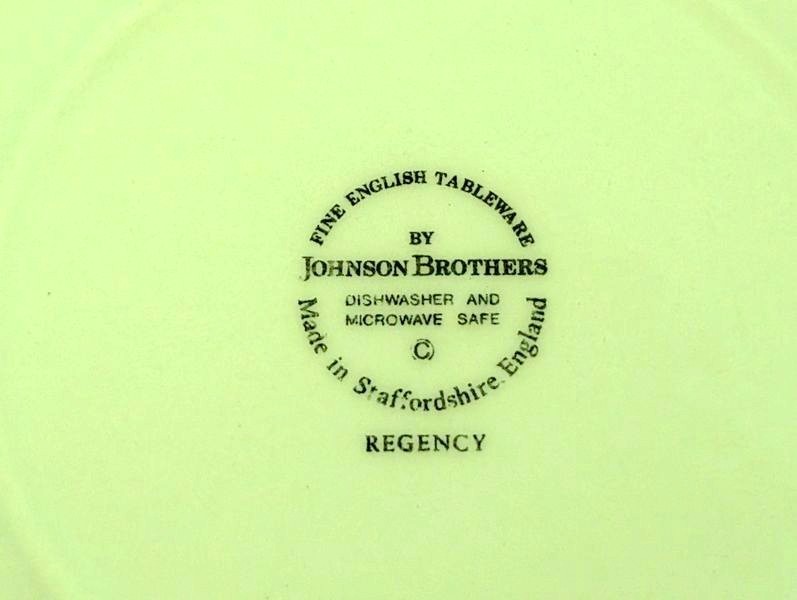 FINE ENGLISH TABLEWARE
BY
JOHNSON BROTHERS
DISHWASHER AND
MICROWAVE SAFE
©
Made in Staffordshire. England
REGENCY